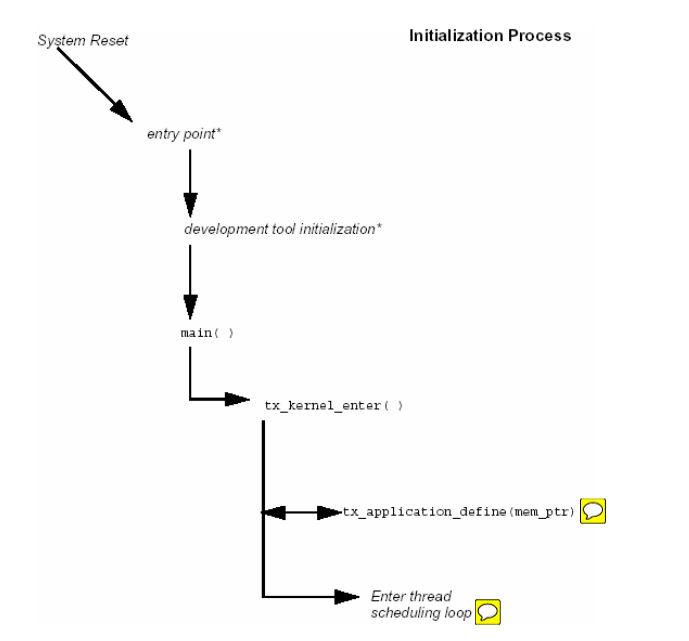 Initialization Process
System Reset
entry point*
development tool initialization*
main( )
tx_kernel_enter( )
tx_application_define(mem_ptr)
Enter thread
scheduling loop